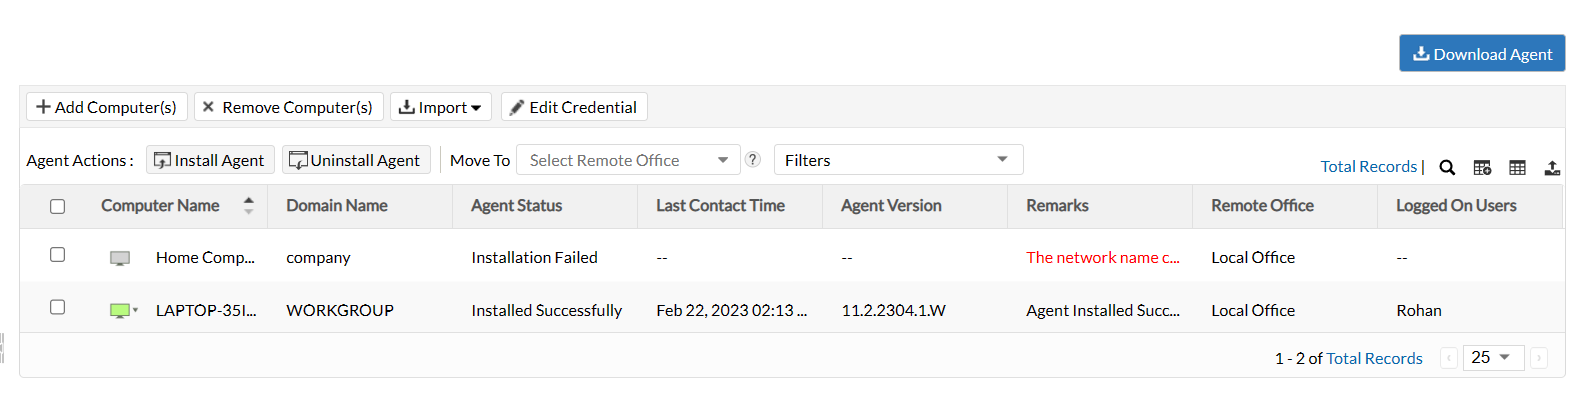 Download Agent
Add Computer(s) Remove Computer(s) Import Edit Credential
Agent Actions : Install Agent Uninstall Agent Move To Select Remote Office ? Filters
Total Records |
Computer Name Domain Name Agent Status Last Contact Time Agent Version Remarks Remote Office Logged On Users
Home Comp... company Installation Failed -- -- The network name c... Local Office --
LAPTOP-35I... WORKGROUP Installed Successfully Feb 22, 2023 02:13 ... 11.2.2304.1.W Agent Installed Succ... Local Office Rohan
1 - 2 of Total Records 25